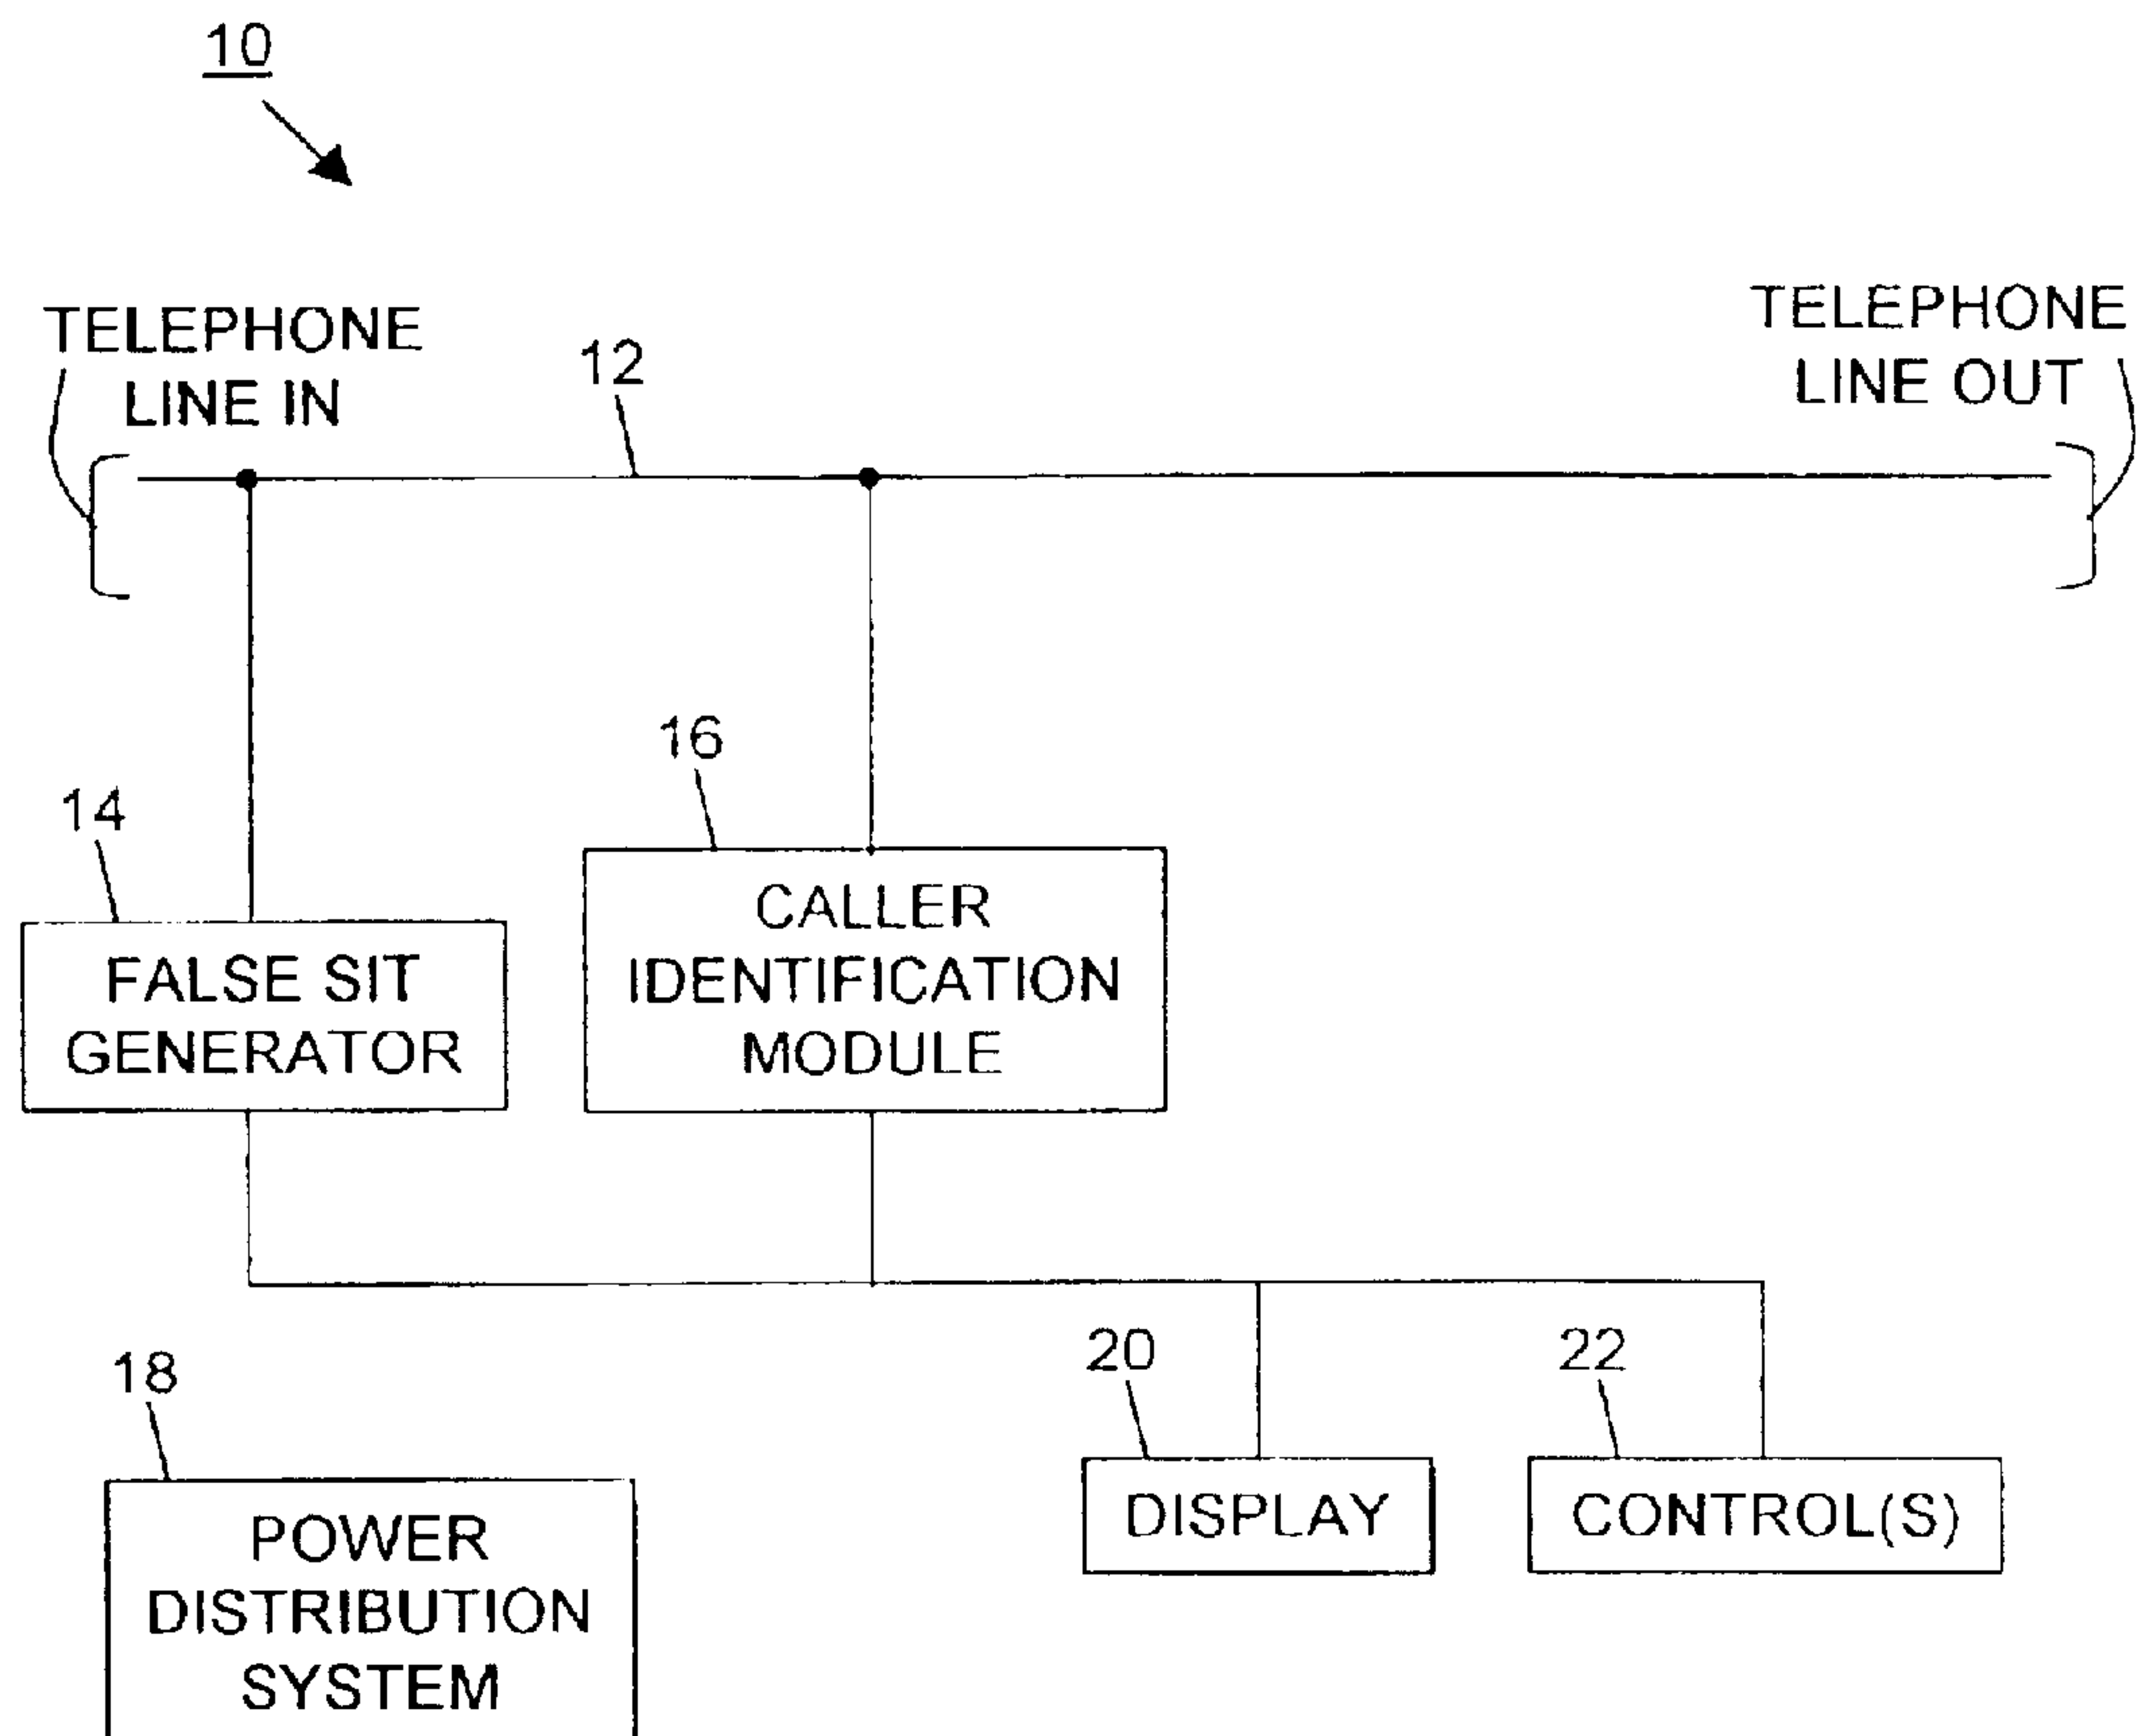 10
TELEPHONE
LINE IN
12
TELEPHONE
LINE OUT
16
14
CALLER
IDENTIFICATION
MODULE
FALSE SIT
GENERATOR
18
20
22
POWER
DISTRIBUTION
SYSTEM
DISPLAY
CONTROL(S)